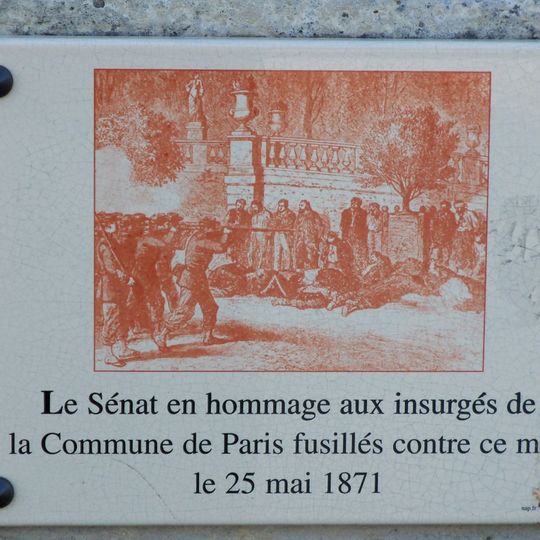 Le Sénat en hommage aux insurgés de
la Commune de Paris fusillés contre ce m
le 25 mai 1871